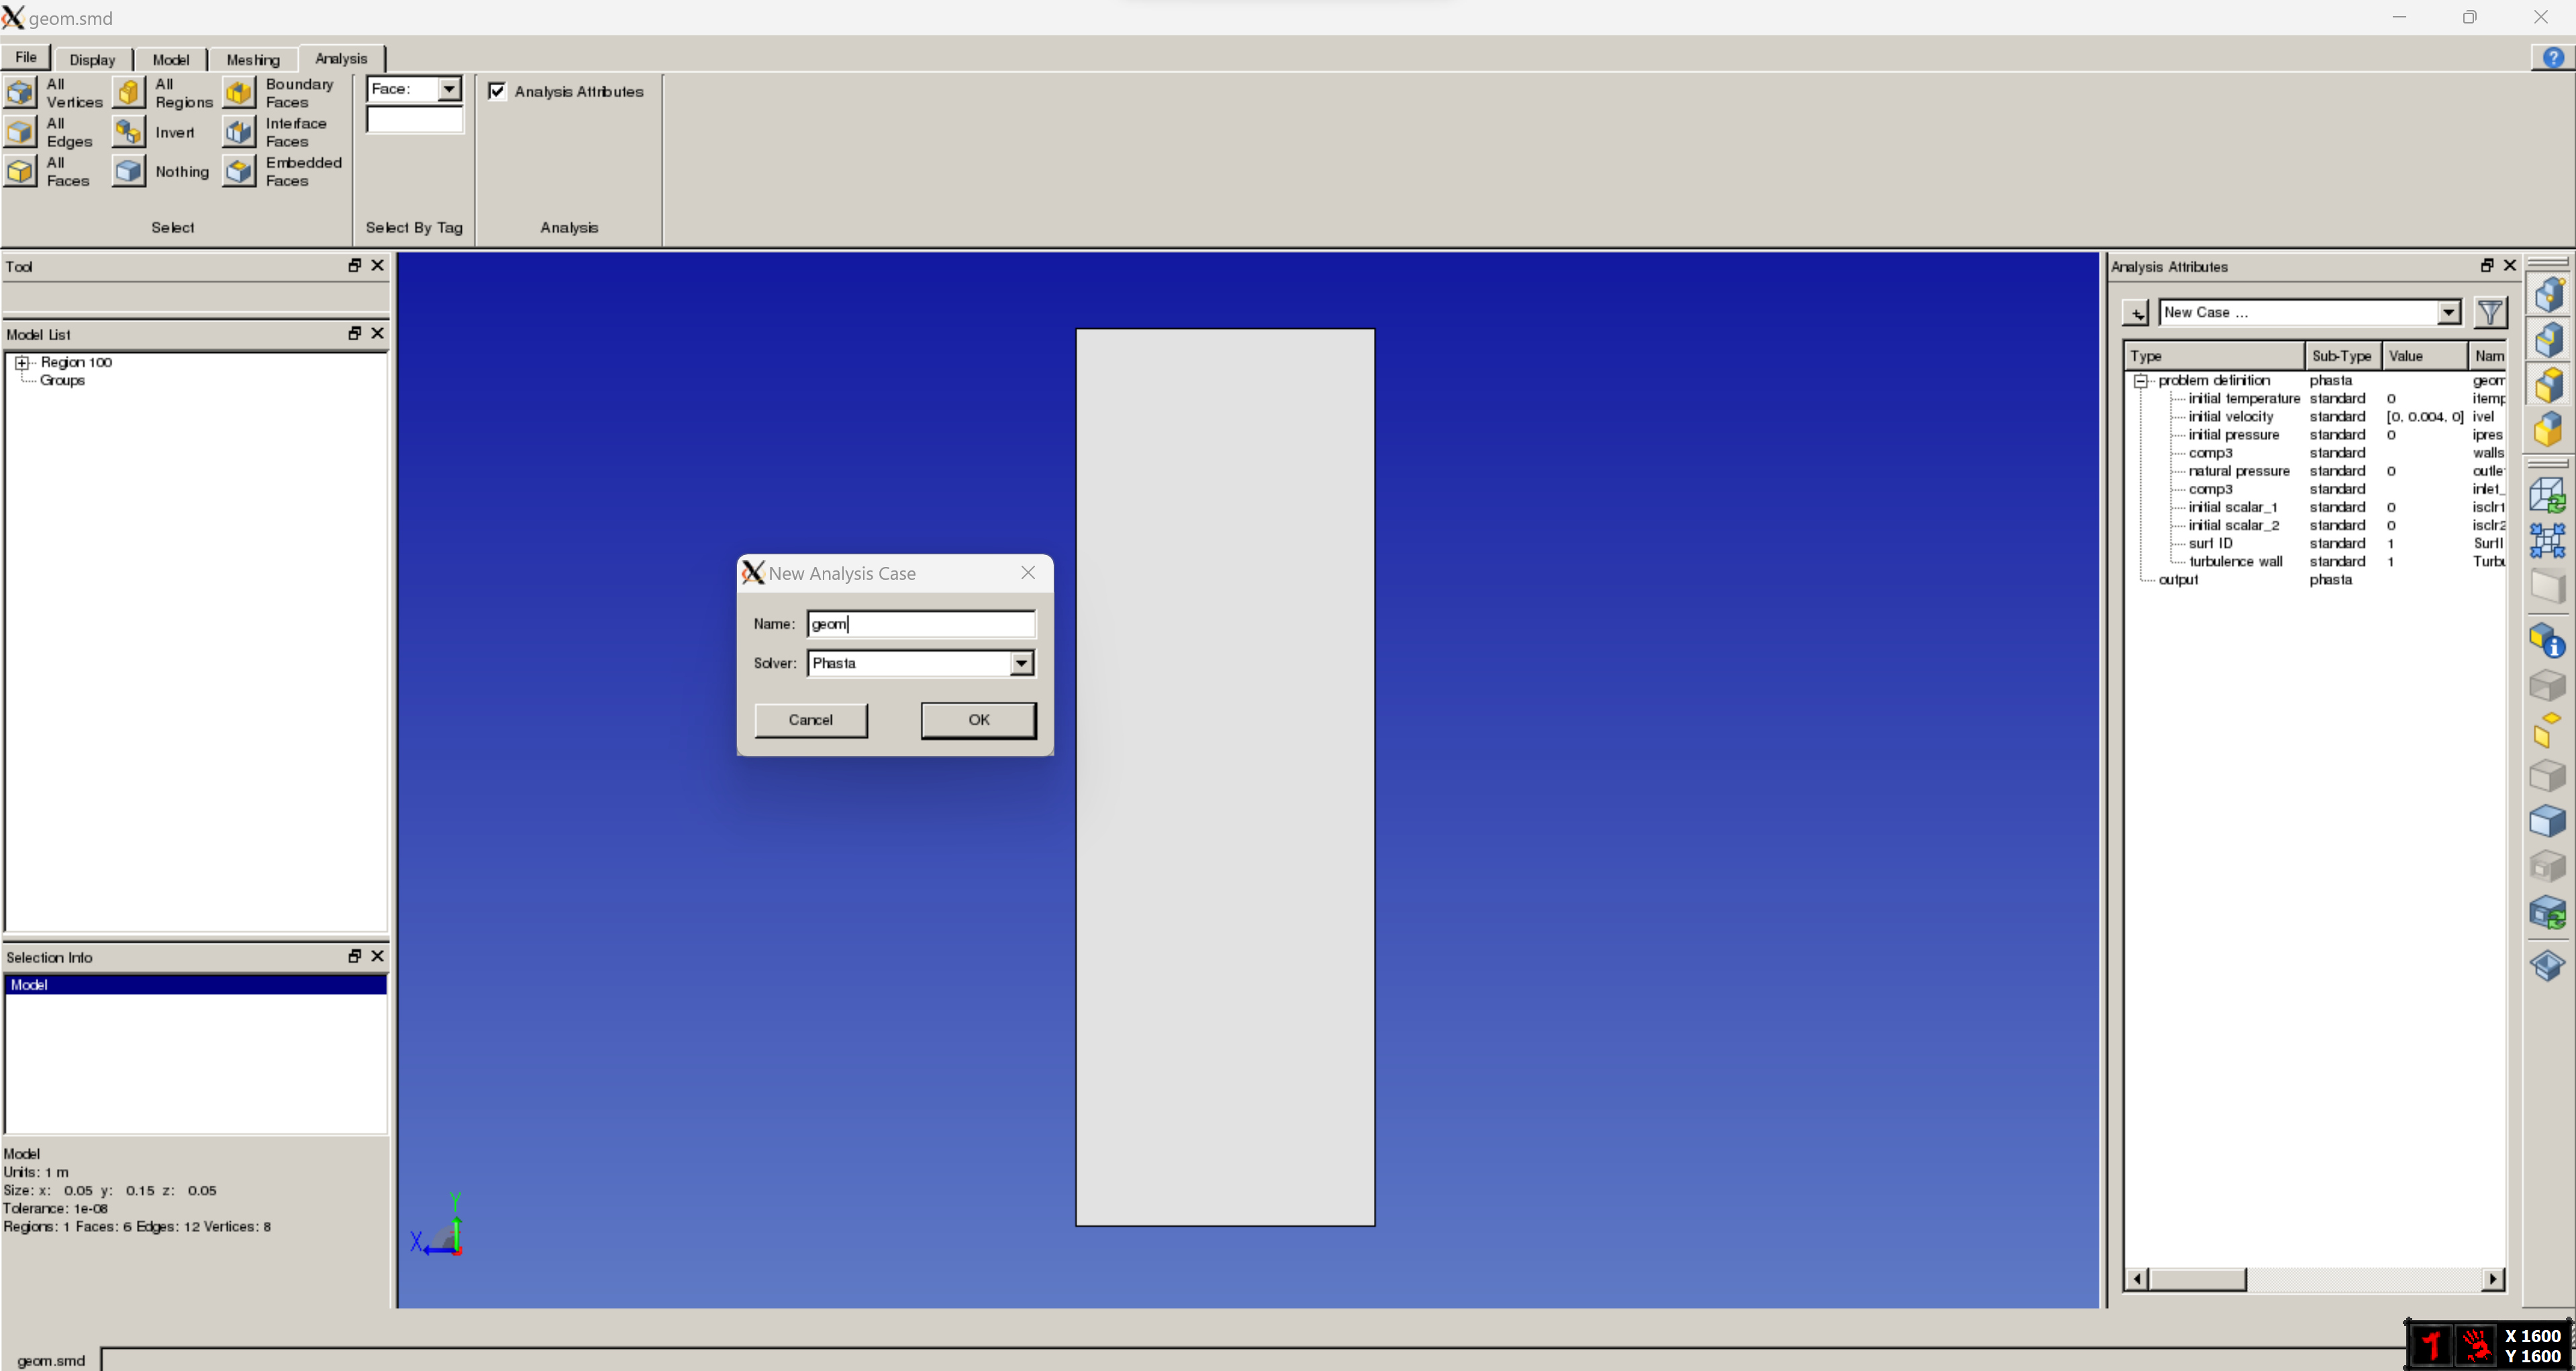 geom.smd
File Display Model Meshing Analysis
All Vertices
All Regions
Boundary Faces
All Edges
Invert
Interface Faces
All Faces
Nothing
Embedded Faces
Select
Face:
Select By Tag
Analysis Attributes
Analysis
Tool
Model List
Region 100
Groups
Selection Info
Model
Model
Units: 1 m
Size: x: 0.05 y: 0.15 z: 0.05
Tolerance: 1e-08
Regions: 1 Faces: 6 Edges: 12 Vertices: 8
Y
X
New Analysis Case
Name: geom
Solver: Phasta
Cancel OK
Analysis Attributes
New Case ...
Type Sub-Type Value Nam
problem definition phasta geom
initial temperature standard 0 itemp
initial velocity standard [0, 0.004, 0] ivel
initial pressure standard 0 ipres
comp3 standard walls
natural pressure standard 0 outle
comp3 standard inlet_
initial scalar_1 standard 0 isclr1
initial scalar_2 standard 0 isclr2
surf ID standard 1 SurfI
turbulence wall standard 1 Turbu
output phasta
geom.smd
X 1600
Y 1600